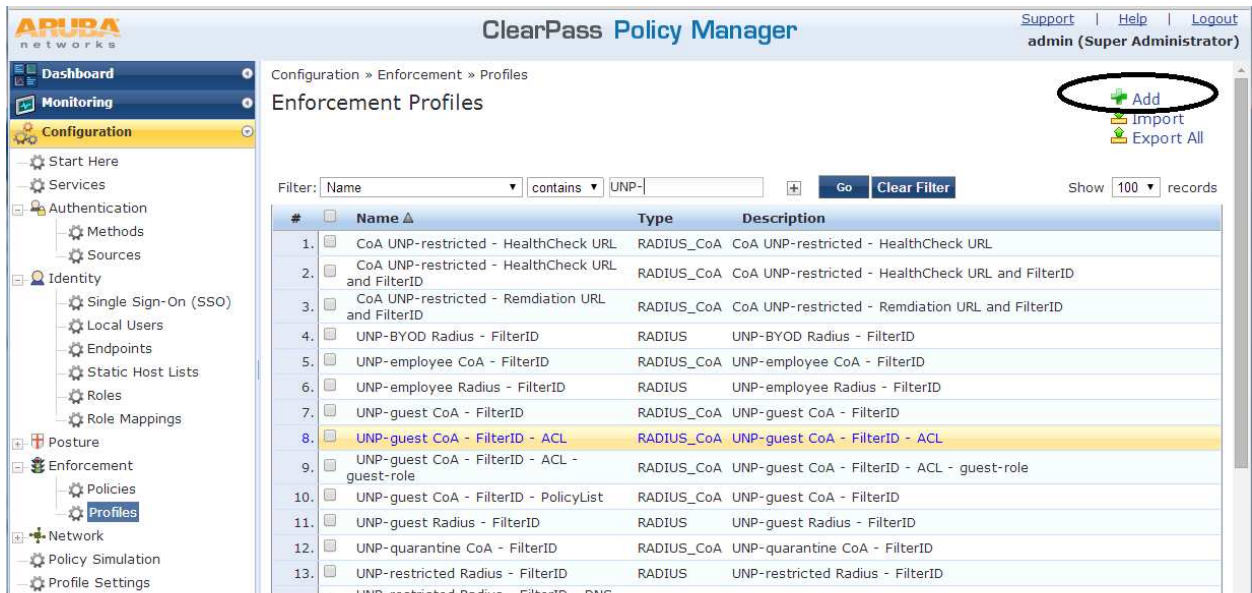 ARUBA
networks
ClearPass Policy Manager
Support | Help | Logout
admin (Super Administrator)
Dashboard
Monitoring
Configuration
Start Here
Services
Authentication
Methods
Sources
Identity
Single Sign-On (SSO)
Local Users
Endpoints
Static Host Lists
Roles
Role Mappings
Posture
Enforcement
Policies
Profiles
Network
Policy Simulation
Profile Settings
Configuration » Enforcement » Profiles
Enforcement Profiles
Add
Import
Export All
Filter: Name contains UNP- + Go Clear Filter Show 100 records
# Name Type Description
1. CoA UNP-restricted - HealthCheck URL RADIUS_CoA CoA UNP-restricted - HealthCheck URL
2. CoA UNP-restricted - HealthCheck URL and FilterID RADIUS_CoA CoA UNP-restricted - HealthCheck URL and FilterID
3. CoA UNP-restricted - Remdiation URL and FilterID RADIUS_CoA CoA UNP-restricted - Remdiation URL and FilterID
4. UNP-BYOD Radius - FilterID RADIUS UNP-BYOD Radius - FilterID
5. UNP-employee CoA - FilterID RADIUS_CoA UNP-employee CoA - FilterID
6. UNP-employee Radius - FilterID RADIUS UNP-employee Radius - FilterID
7. UNP-guest CoA - FilterID RADIUS_CoA UNP-guest CoA - FilterID
8. UNP-guest CoA - FilterID - ACL RADIUS_CoA UNP-guest CoA - FilterID - ACL
9. UNP-guest CoA - FilterID - ACL - guest-role RADIUS_CoA UNP-guest CoA - FilterID - ACL - guest-role
10. UNP-guest CoA - FilterID - PolicyList RADIUS_CoA UNP-guest CoA - FilterID
11. UNP-guest Radius - FilterID RADIUS UNP-guest Radius - FilterID
12. UNP-quarantine CoA - FilterID RADIUS_CoA UNP-quarantine CoA - FilterID
13. UNP-restricted Radius - FilterID RADIUS UNP-restricted Radius - FilterID
UNP-restricted Radius - FilterID - DNS